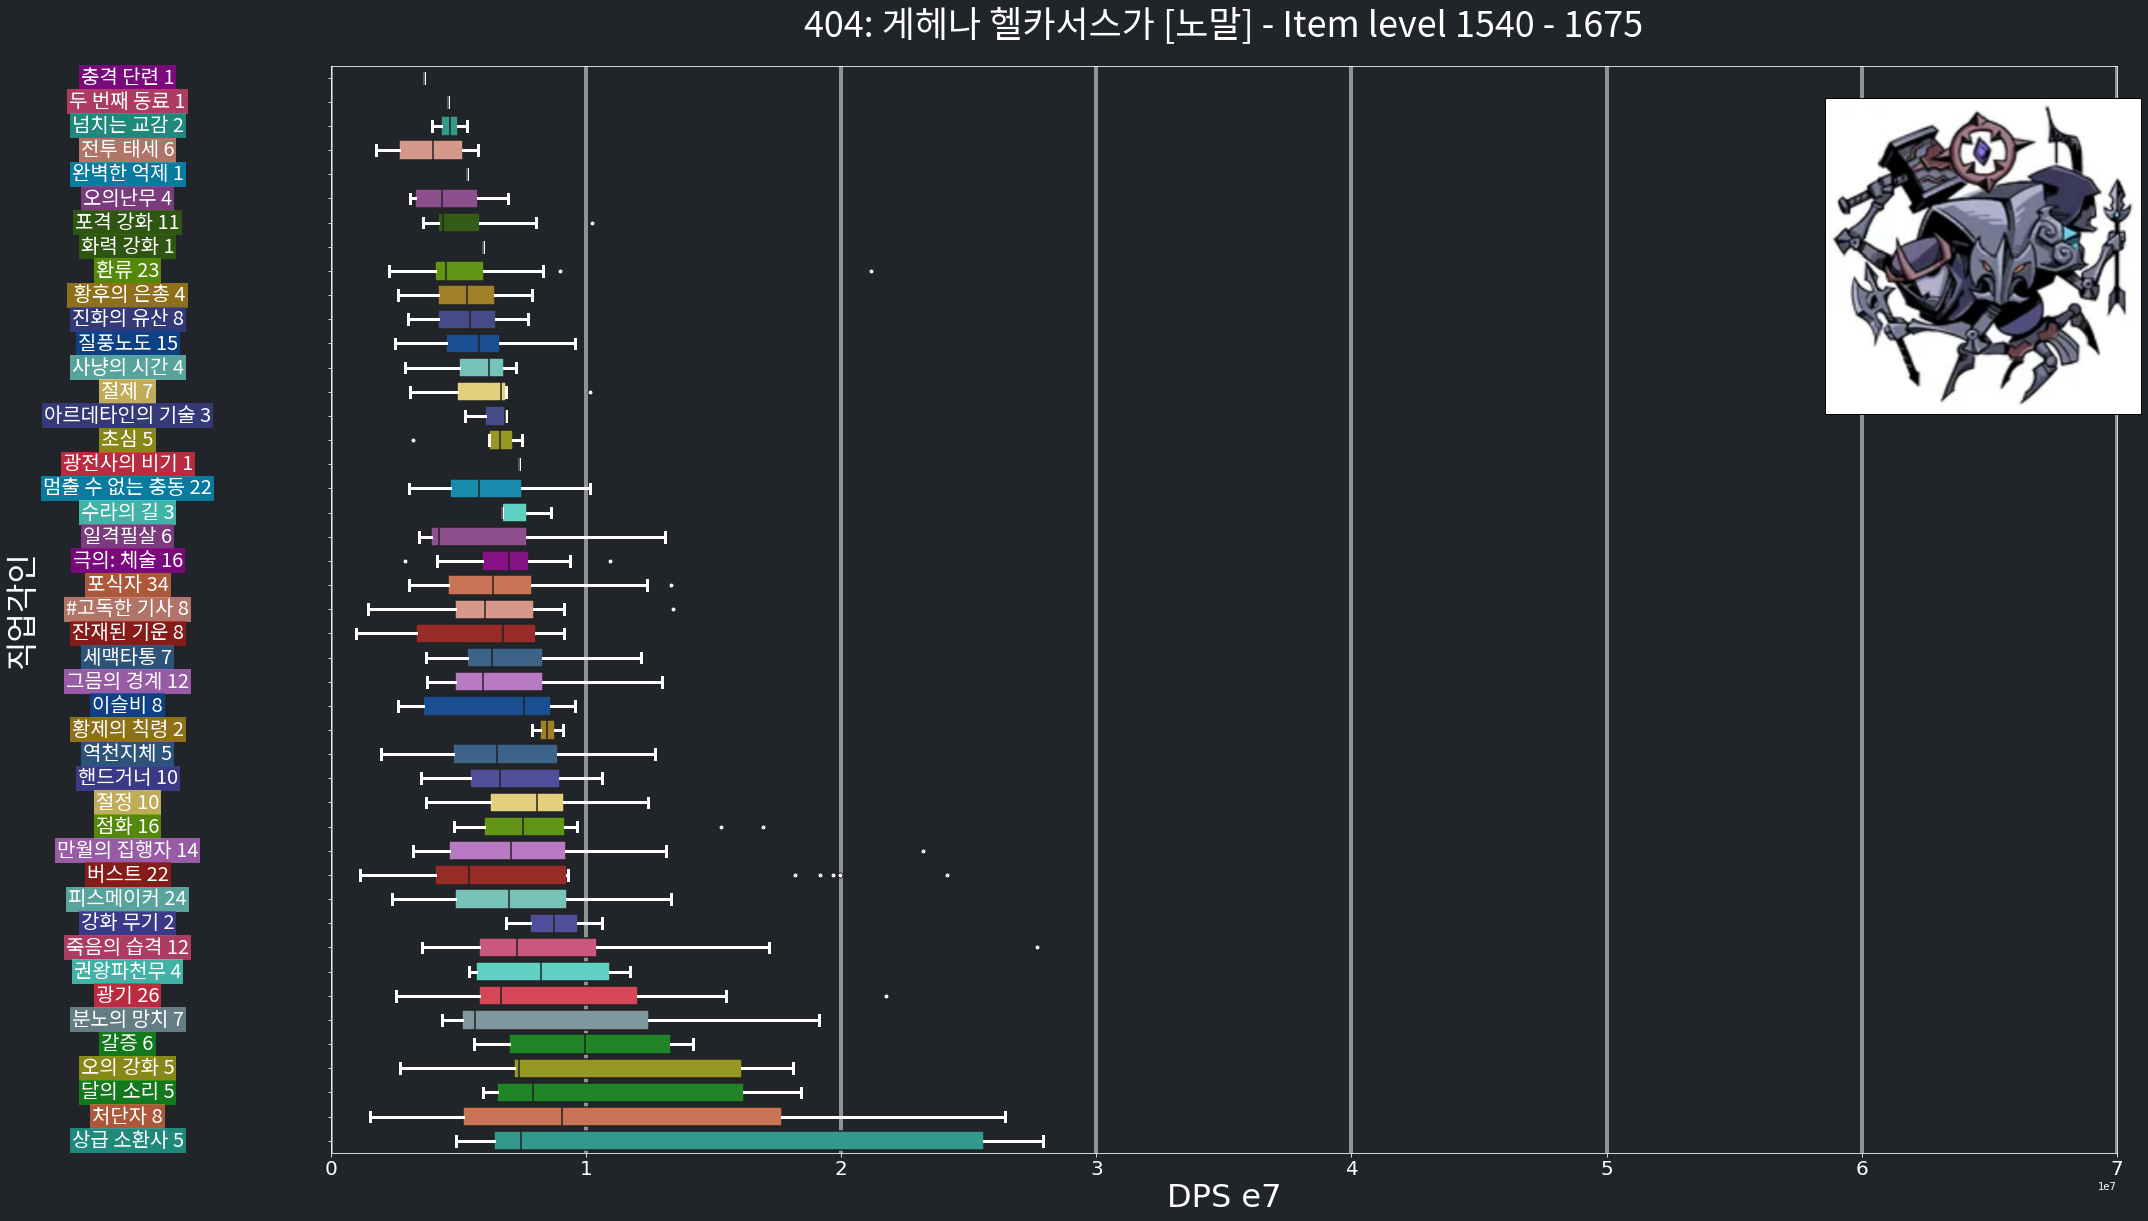 404: 게헤나 헬카서스가 [노말] - Item level 1540 - 1675
충격 단련 1
두 번째 동료 1
넘치는 교감 2
전투 태세 6
완벽한 억제 1
오의난무 4
포격 강화 11
화력 강화 1
환류 23
황후의 은총 4
진화의 유산 8
질풍노도 15
사냥의 시간 4
절제 7
아르데타인의 기술 3
초심 5
광전사의 비기 1
멈출 수 없는 충동 22
수라의 길 3
일격필살 6
극의: 체술 16
포식자 34
#고독한 기사 8
잔재된 기운 8
세맥타통 7
그믐의 경계 12
이슬비 8
황제의 칙령 2
역천지체 5
핸드거너 10
절정 10
점화 16
만월의 집행자 14
버스트 22
피스메이커 24
강화 무기 2
죽음의 습격 12
권왕파천무 4
광기 26
분노의 망치 7
갈증 6
오의 강화 5
달의 소리 5
처단자 8
상급 소환사 5
직업각인
0 1 2 3 4 5 6 7
1e7
DPS e7